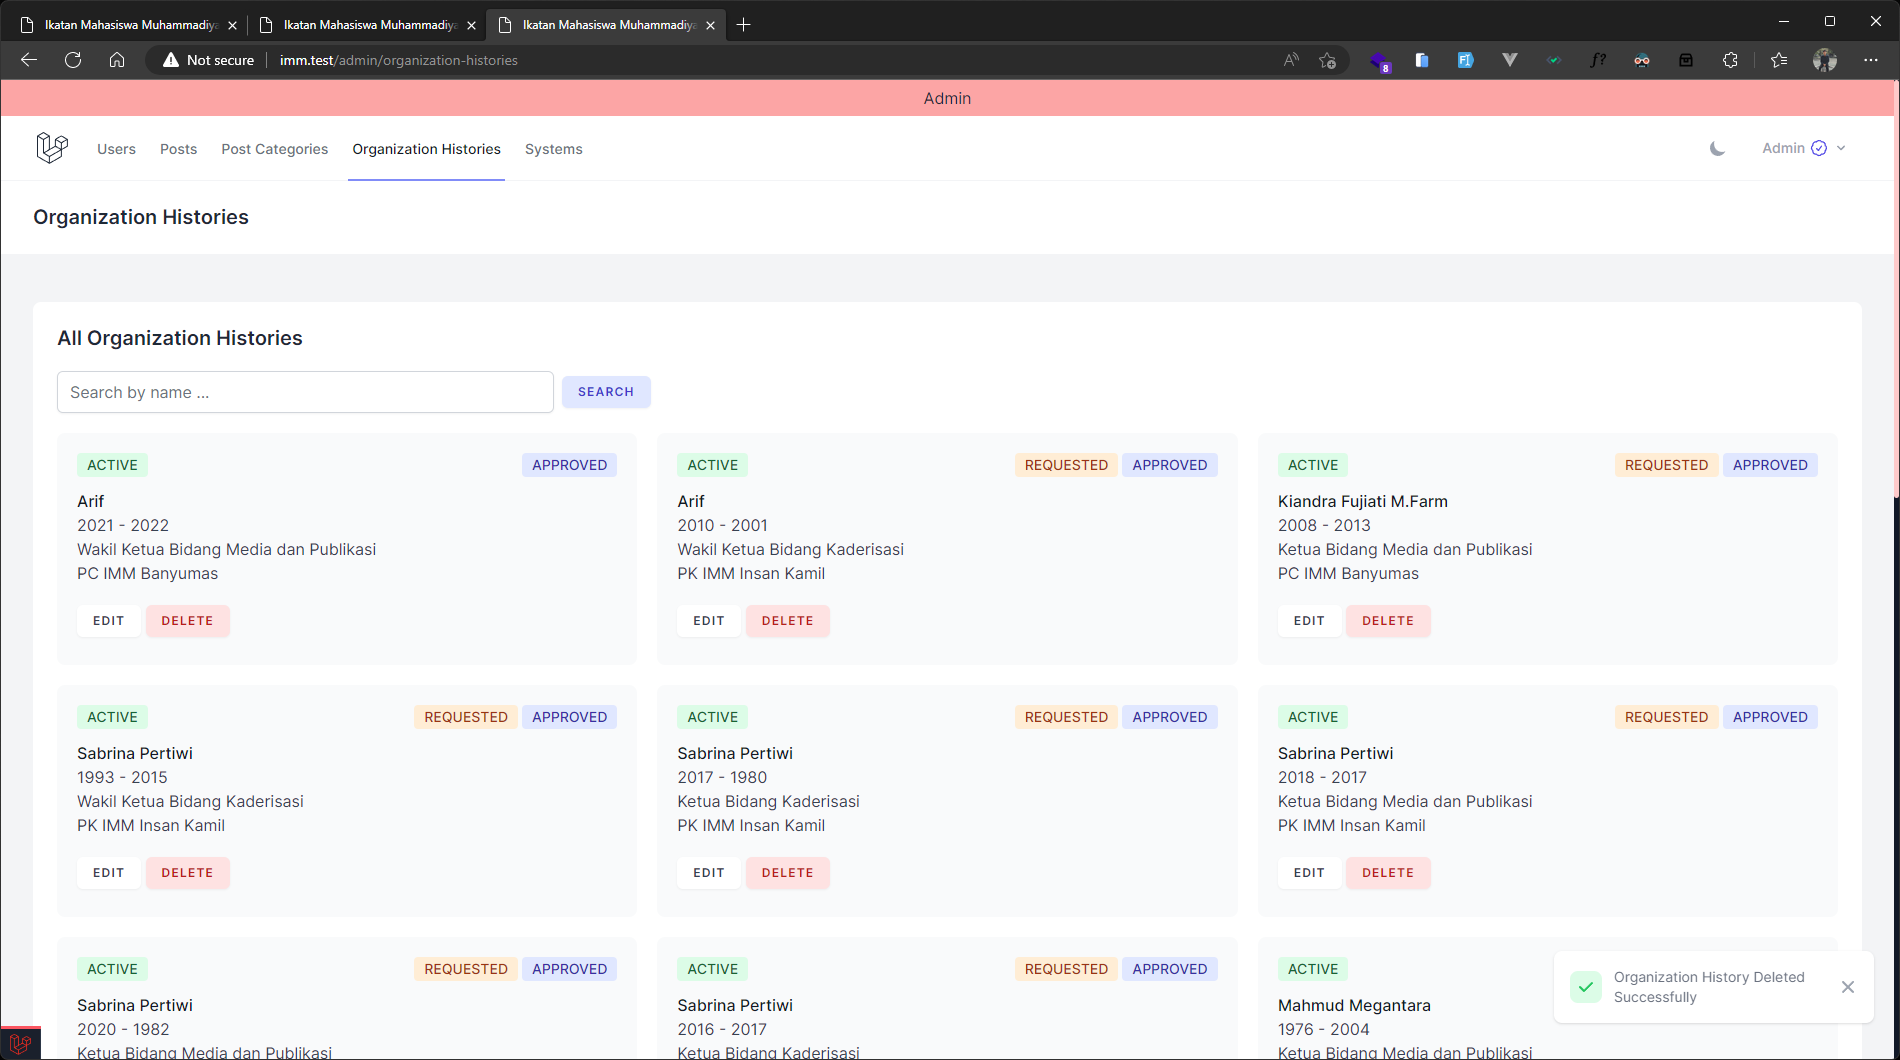 Ikatan Mahasiswa Muhammadiya
Ikatan Mahasiswa Muhammadiya
Ikatan Mahasiswa Muhammadiya
Not secure
imm.test/admin/organization-histories
8
Admin
Users
Posts
Post Categories
Organization Histories
Systems
Admin
Organization Histories
All Organization Histories
Search by name ...
SEARCH
ACTIVE
APPROVED
Arif
2021 - 2022
Wakil Ketua Bidang Media dan Publikasi
PC IMM Banyumas
EDIT
DELETE
ACTIVE
REQUESTED
APPROVED
Arif
2010 - 2001
Wakil Ketua Bidang Kaderisasi
PK IMM Insan Kamil
EDIT
DELETE
ACTIVE
REQUESTED
APPROVED
Kiandra Fujiati M.Farm
2008 - 2013
Ketua Bidang Media dan Publikasi
PC IMM Banyumas
EDIT
DELETE
ACTIVE
REQUESTED
APPROVED
Sabrina Pertiwi
1993 - 2015
Wakil Ketua Bidang Kaderisasi
PK IMM Insan Kamil
EDIT
DELETE
ACTIVE
REQUESTED
APPROVED
Sabrina Pertiwi
2017 - 1980
Ketua Bidang Kaderisasi
PK IMM Insan Kamil
EDIT
DELETE
ACTIVE
REQUESTED
APPROVED
Sabrina Pertiwi
2018 - 2017
Ketua Bidang Media dan Publikasi
PK IMM Insan Kamil
EDIT
DELETE
ACTIVE
REQUESTED
APPROVED
Sabrina Pertiwi
2020 - 1982
Ketua Bidang Media dan Publikasi
ACTIVE
REQUESTED
APPROVED
Sabrina Pertiwi
2016 - 2017
Ketua Bidang Kaderisasi
ACTIVE
Mahmud Megantara
1976 - 2004
Ketua Bidang Media dan Publikasi
Organization History Deleted
Successfully